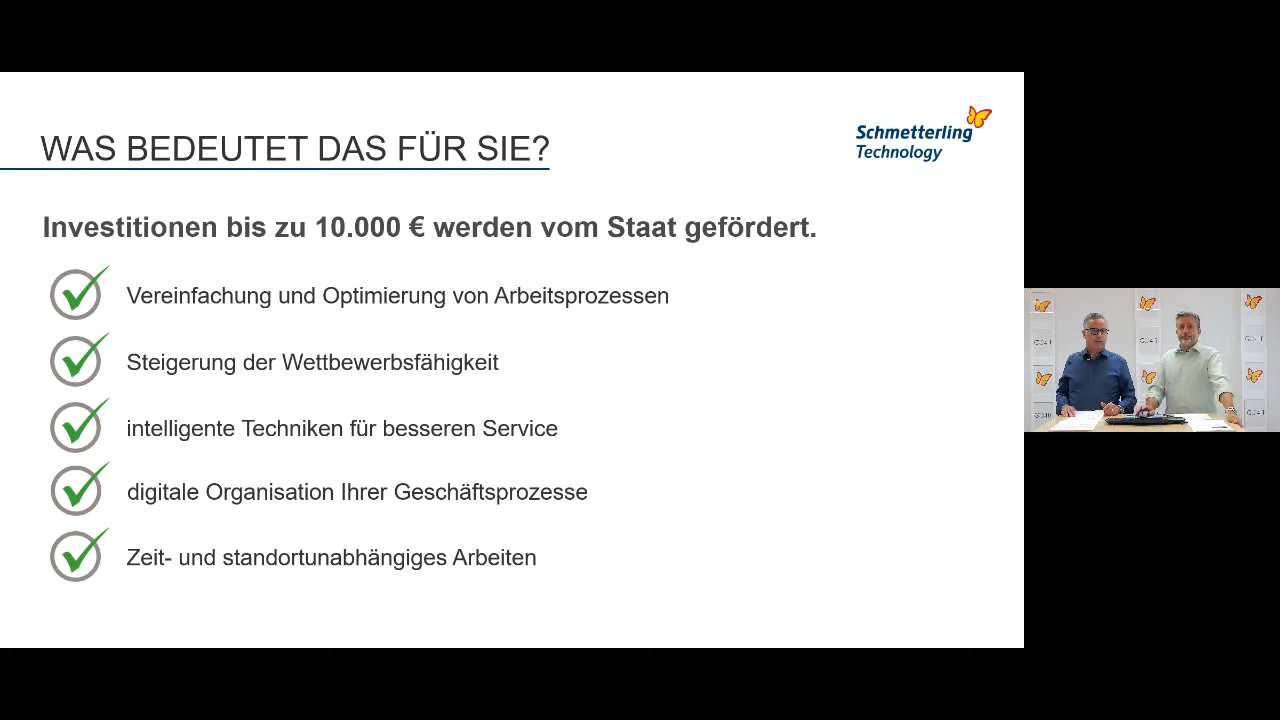 WAS BEDEUTET DAS FÜR SIE?
Schmetterling
Technology
Investitionen bis zu 10.000 € werden vom Staat gefördert.
Vereinfachung und Optimierung von Arbeitsprozessen
Steigerung der Wettbewerbsfähigkeit
intelligente Techniken für besseren Service
digitale Organisation Ihrer Geschäftsprozesse
Zeit- und standortunabhängiges Arbeiten